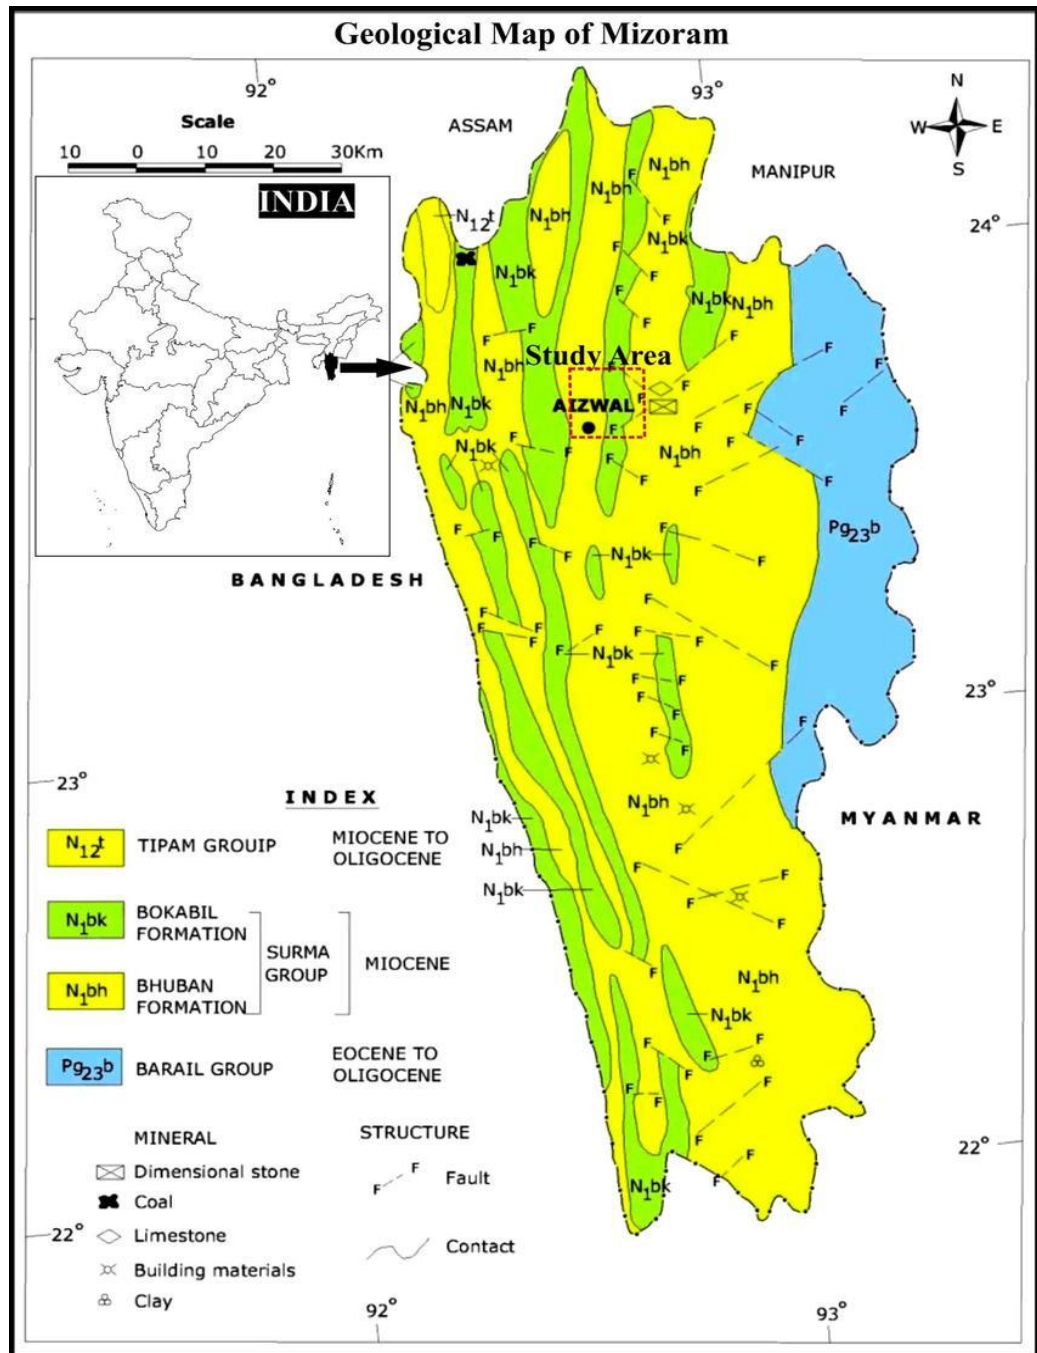 Geological Map of Mizoram
92°
93°
Scale
10 0 10 20 30Km
ASSAM
N
W E
S
MANIPUR
INDIA
24°
N₁bh
N₁₂t
N₁bh
N₁bh
N₁bk
N₁bk
N₁bk
N₁bh
Study Area
N₁bh
N₁bh
N₁bk
AIZWAL
N₁bk
N₁bh
Pg₂₃b
N₁bk
BANGLADESH
N₁bk
23°
23°
N₁bh
MYANMAR
N₁bk
N₁bh
N₁bk
INDEX
N₁₂t TIPAM GROUIP MIOCENE TO
OLIGOCENE
N₁bk BOKABIL
FORMATION
SURMA
GROUP
MIOCENE
N₁bh BHUBAN
FORMATION
Pg₂₃b BARAIL GROUP EOCENE TO
OLIGOCENE
N₁bh
N₁bk
22°
N₁bk
MINERAL
Dimensional stone
Coal
Limestone
Building materials
Clay
STRUCTURE
F F Fault
Contact
22°
92°
93°